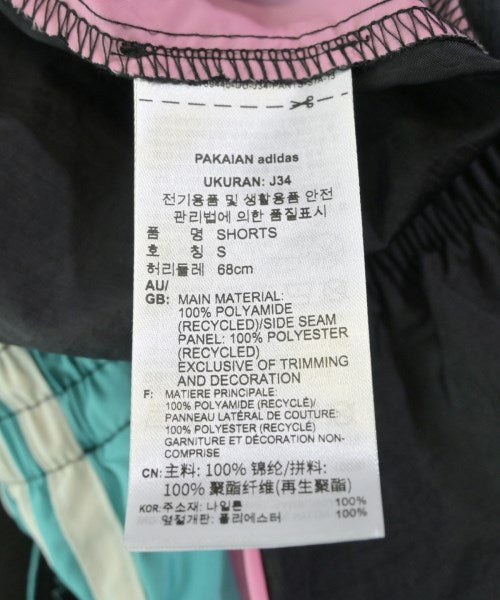 PAKAIAN adidas
UKURAN: J34
전기용품 및 생활용품 안전
관리법에 의한 품질표시
품 명 SHORTS
호 칭 S
허리둘레 68cm
AU/
GB: MAIN MATERIAL:
100% POLYAMIDE
(RECYCLED)/SIDE SEAM
PANEL: 100% POLYESTER
(RECYCLED)
EXCLUSIVE OF TRIMMING
AND DECORATION
F: MATIERE PRINCIPALE:
100% POLYAMIDE (RECYCLÉ)/
PANNEAU LATÉRAL DE COUTURE:
100% POLYESTER (RECYCLÉ)
GARNITURE ET DÉCORATION NON-
COMPRISE
CN: 主料: 100% 锦纶/拼料:
100% 聚酯纤维(再生聚酯)
KOR: 주소재: 나일론 100%
옆절개판: 폴리에스터 100%